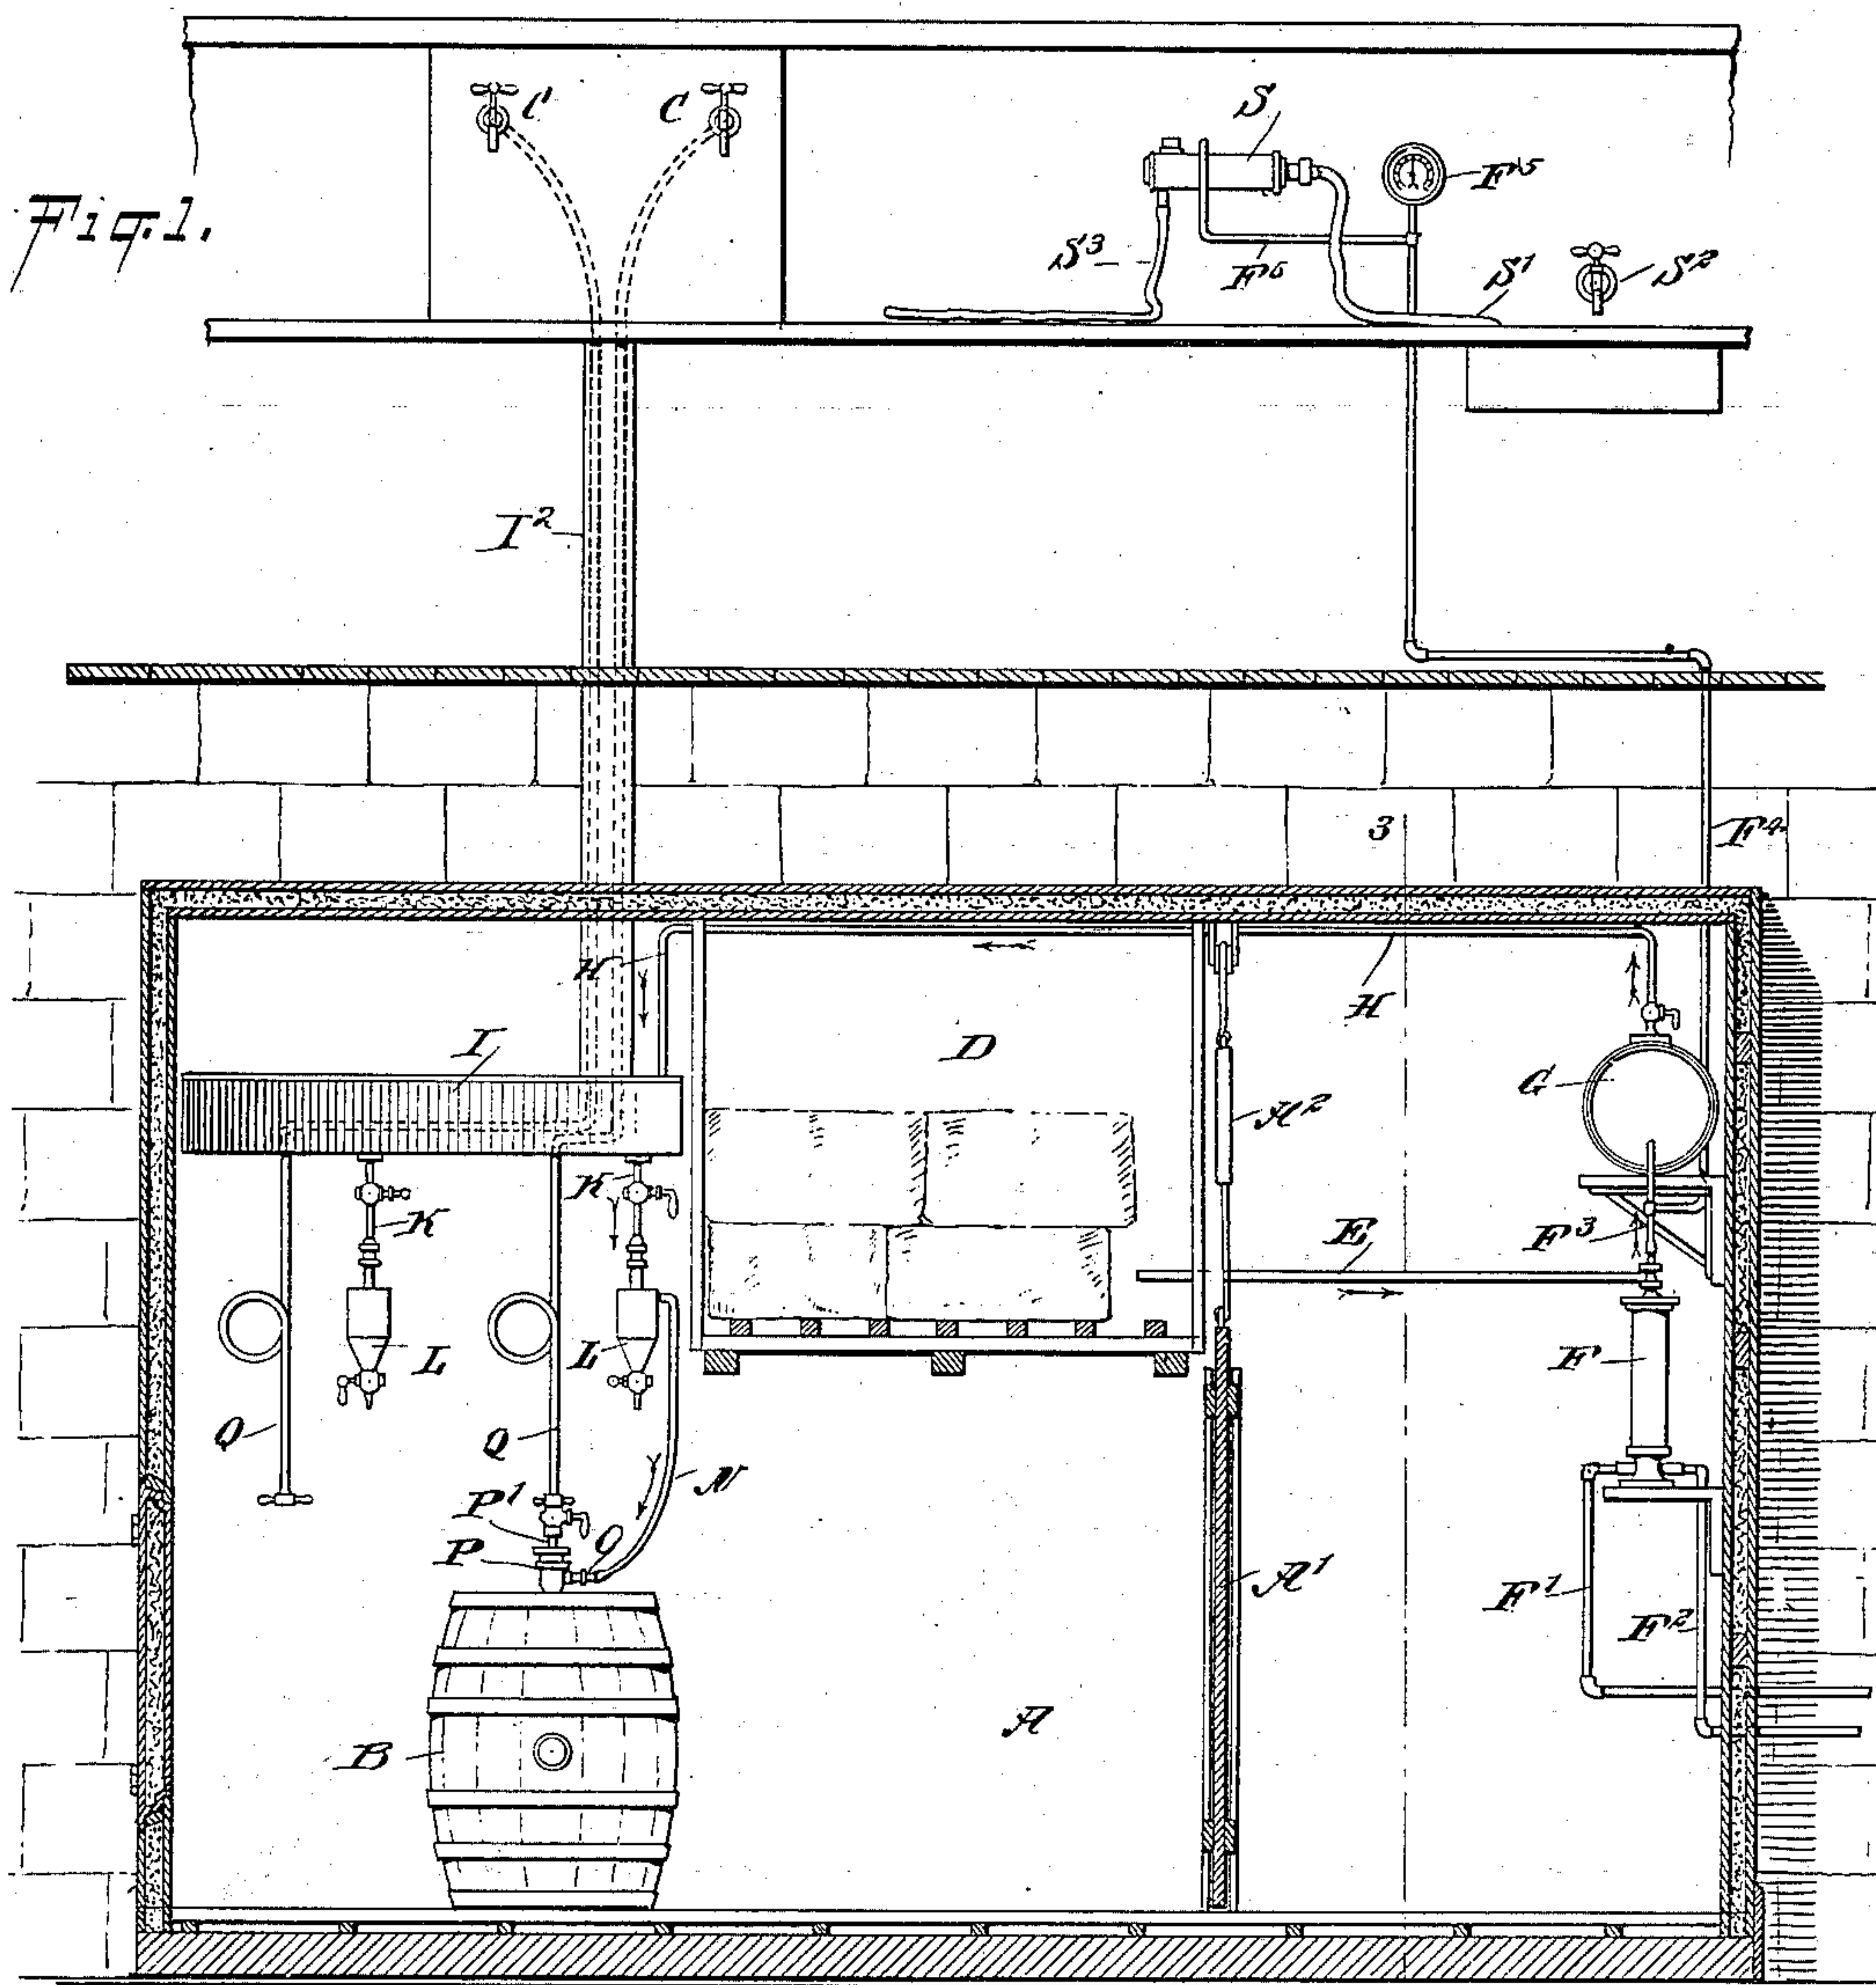 Fig.1.
C C S F⁵
S³ F⁶ S¹ S²
I²
3 F⁴
H H
I D G
A²
K K
E F³
L L F
Q Q N
P¹
P O
A¹ F¹ F²
A
B